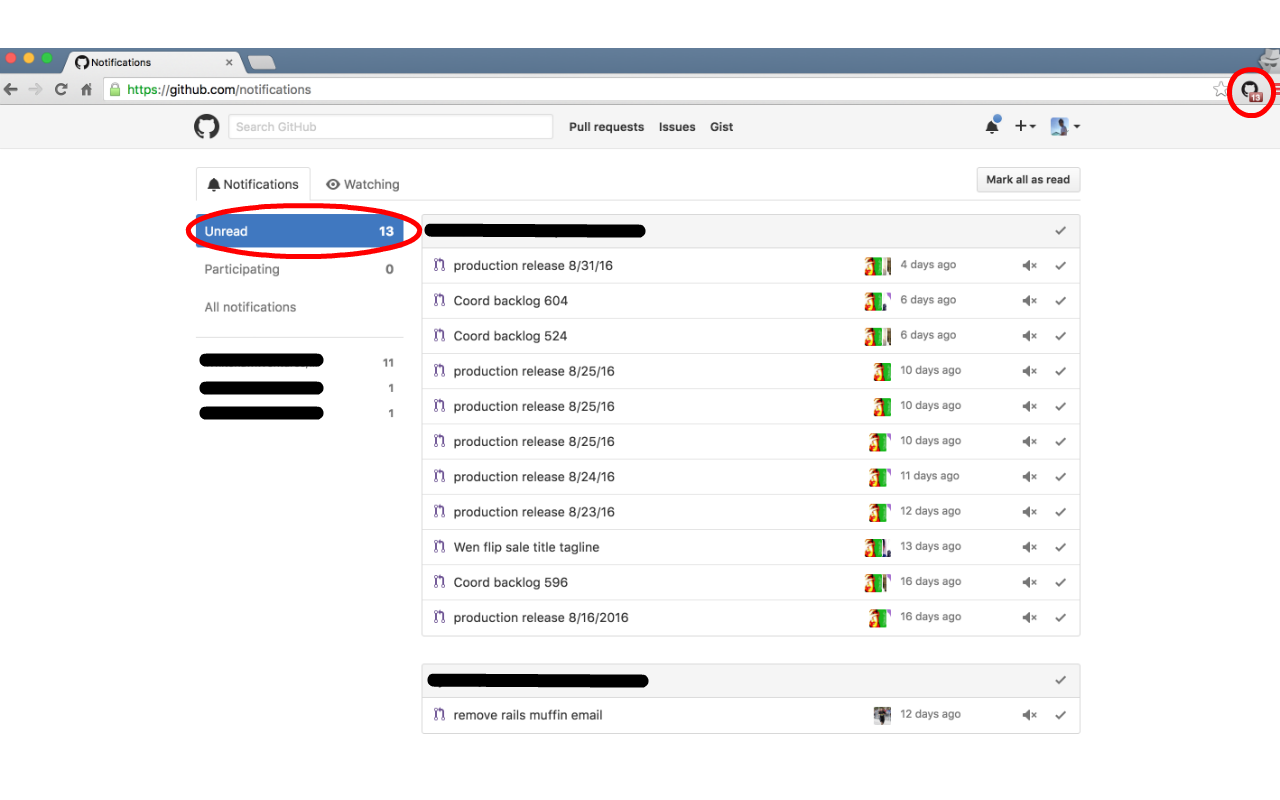 Notifications
https://github.com/notifications
13
Search GitHub
Pull requests Issues Gist
Notifications Watching
Mark all as read
Unread 13
Participating 0
All notifications
11
1
1
production release 8/31/16 4 days ago
Coord backlog 604 6 days ago
Coord backlog 524 6 days ago
production release 8/25/16 10 days ago
production release 8/25/16 10 days ago
production release 8/25/16 10 days ago
production release 8/24/16 11 days ago
production release 8/23/16 12 days ago
Wen flip sale title tagline 13 days ago
Coord backlog 596 16 days ago
production release 8/16/2016 16 days ago
remove rails muffin email 12 days ago